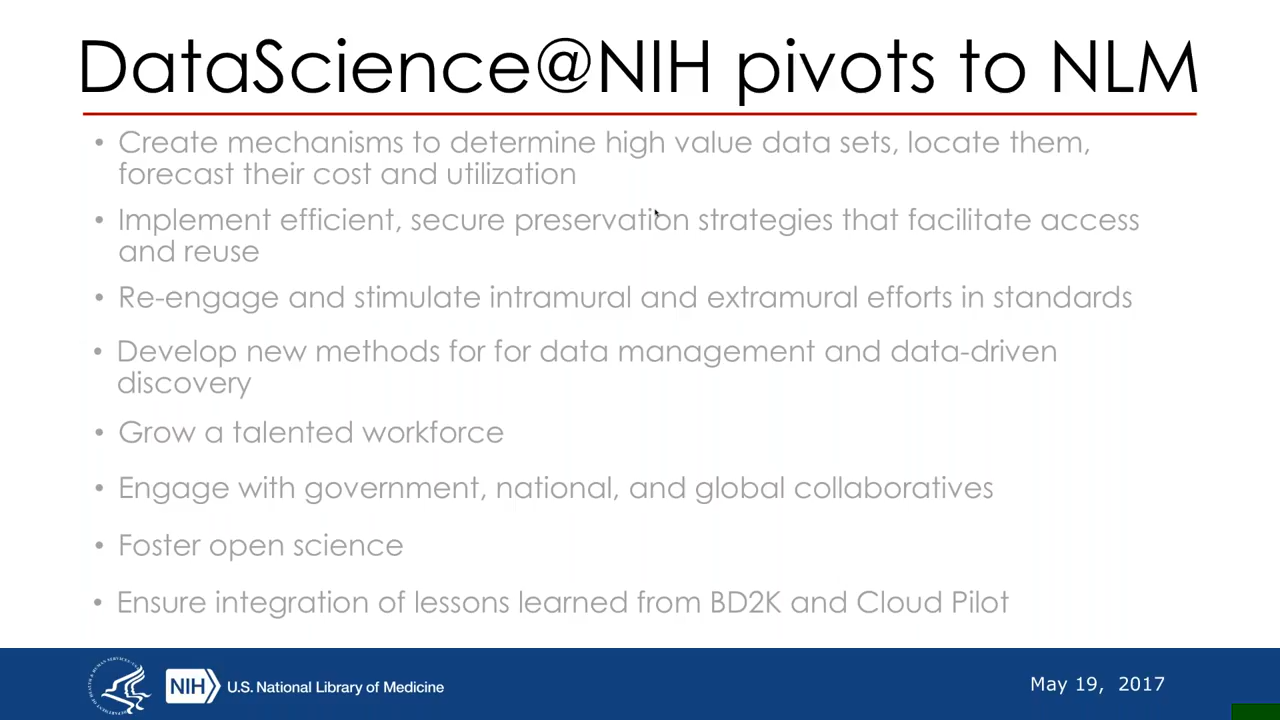 DataScience@NIH pivots to NLM
• Create mechanisms to determine high value data sets, locate them,
forecast their cost and utilization
• Implement efficient, secure preservation strategies that facilitate access
and reuse
• Re-engage and stimulate intramural and extramural efforts in standards
• Develop new methods for for data management and data-driven
discovery
• Grow a talented workforce
• Engage with government, national, and global collaboratives
• Foster open science
• Ensure integration of lessons learned from BD2K and Cloud Pilot
NIH U.S. National Library of Medicine
May 19, 2017